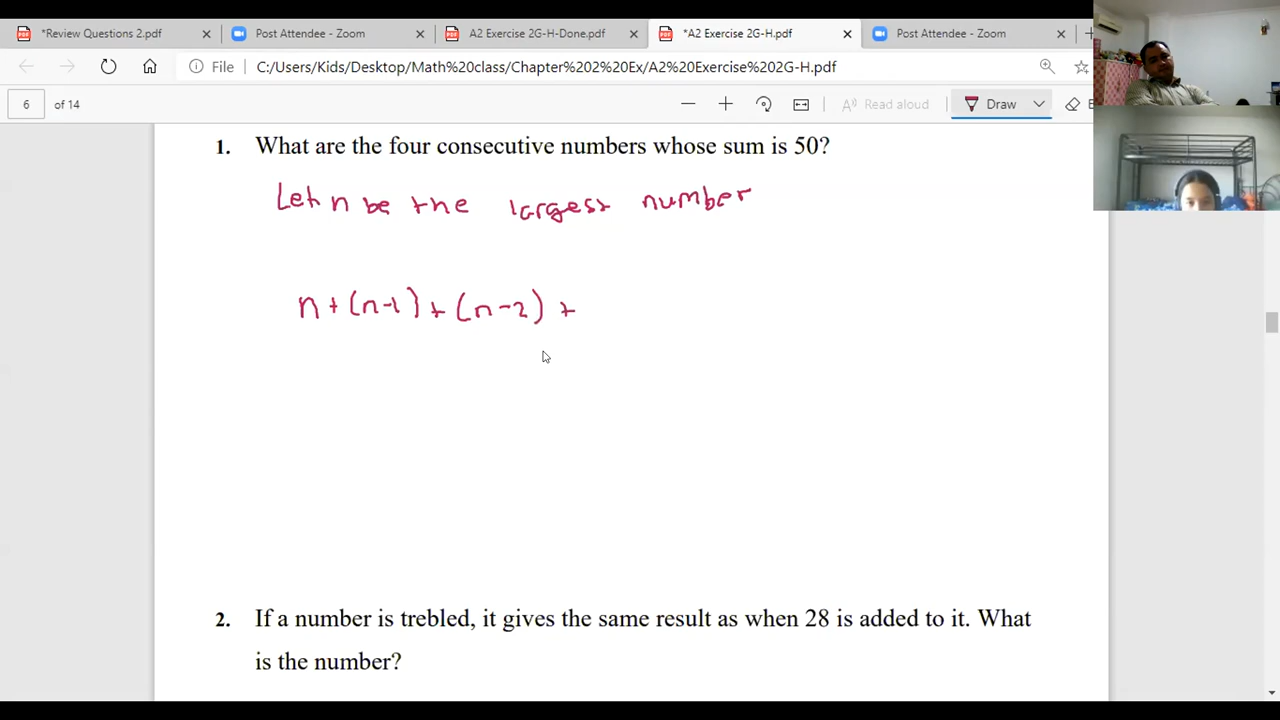 *Review Questions 2.pdf
Post Attendee - Zoom
A2 Exercise 2G-H-Done.pdf
*A2 Exercise 2G-H.pdf
Post Attendee - Zoom
File
C:/Users/Kids/Desktop/Math%20class/Chapter%202%20Ex/A2%20Exercise%202G-H.pdf
6 of 14
Read aloud
Draw
1. What are the four consecutive numbers whose sum is 50?
Let n be the largest number
n + (n-1) + (n-2) +
2. If a number is trebled, it gives the same result as when 28 is added to it. What
is the number?